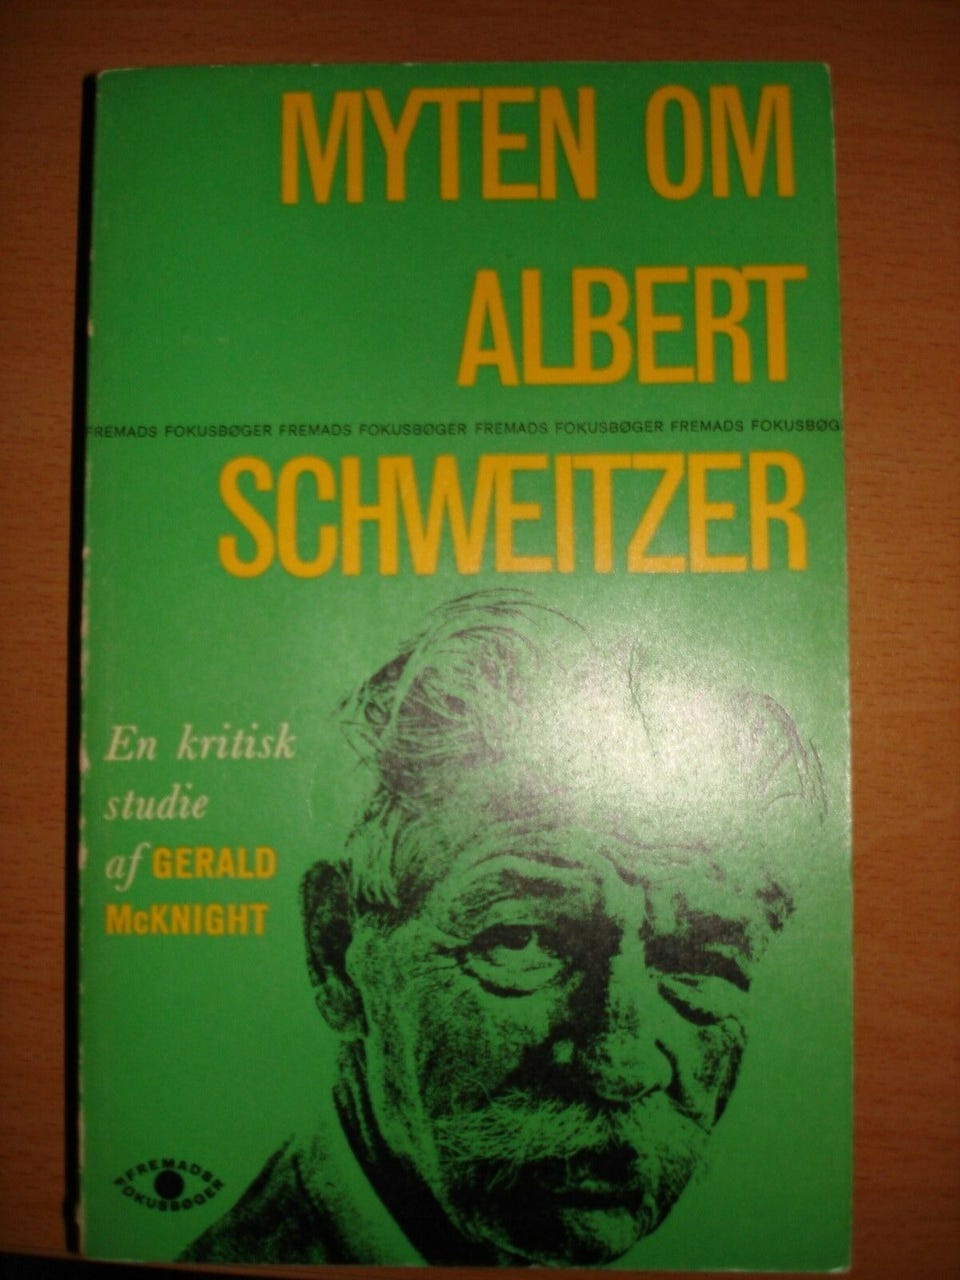 MYTEN OM
ALBERT
FREMADS FOKUSBØGER FREMADS FOKUSBØGER FREMADS FOKUSBØGER FREMADS FOKUSBØG
SCHWEITZER
En kritisk
studie
af GERALD
McKNIGHT
FREMADS
FOKUSBØGER